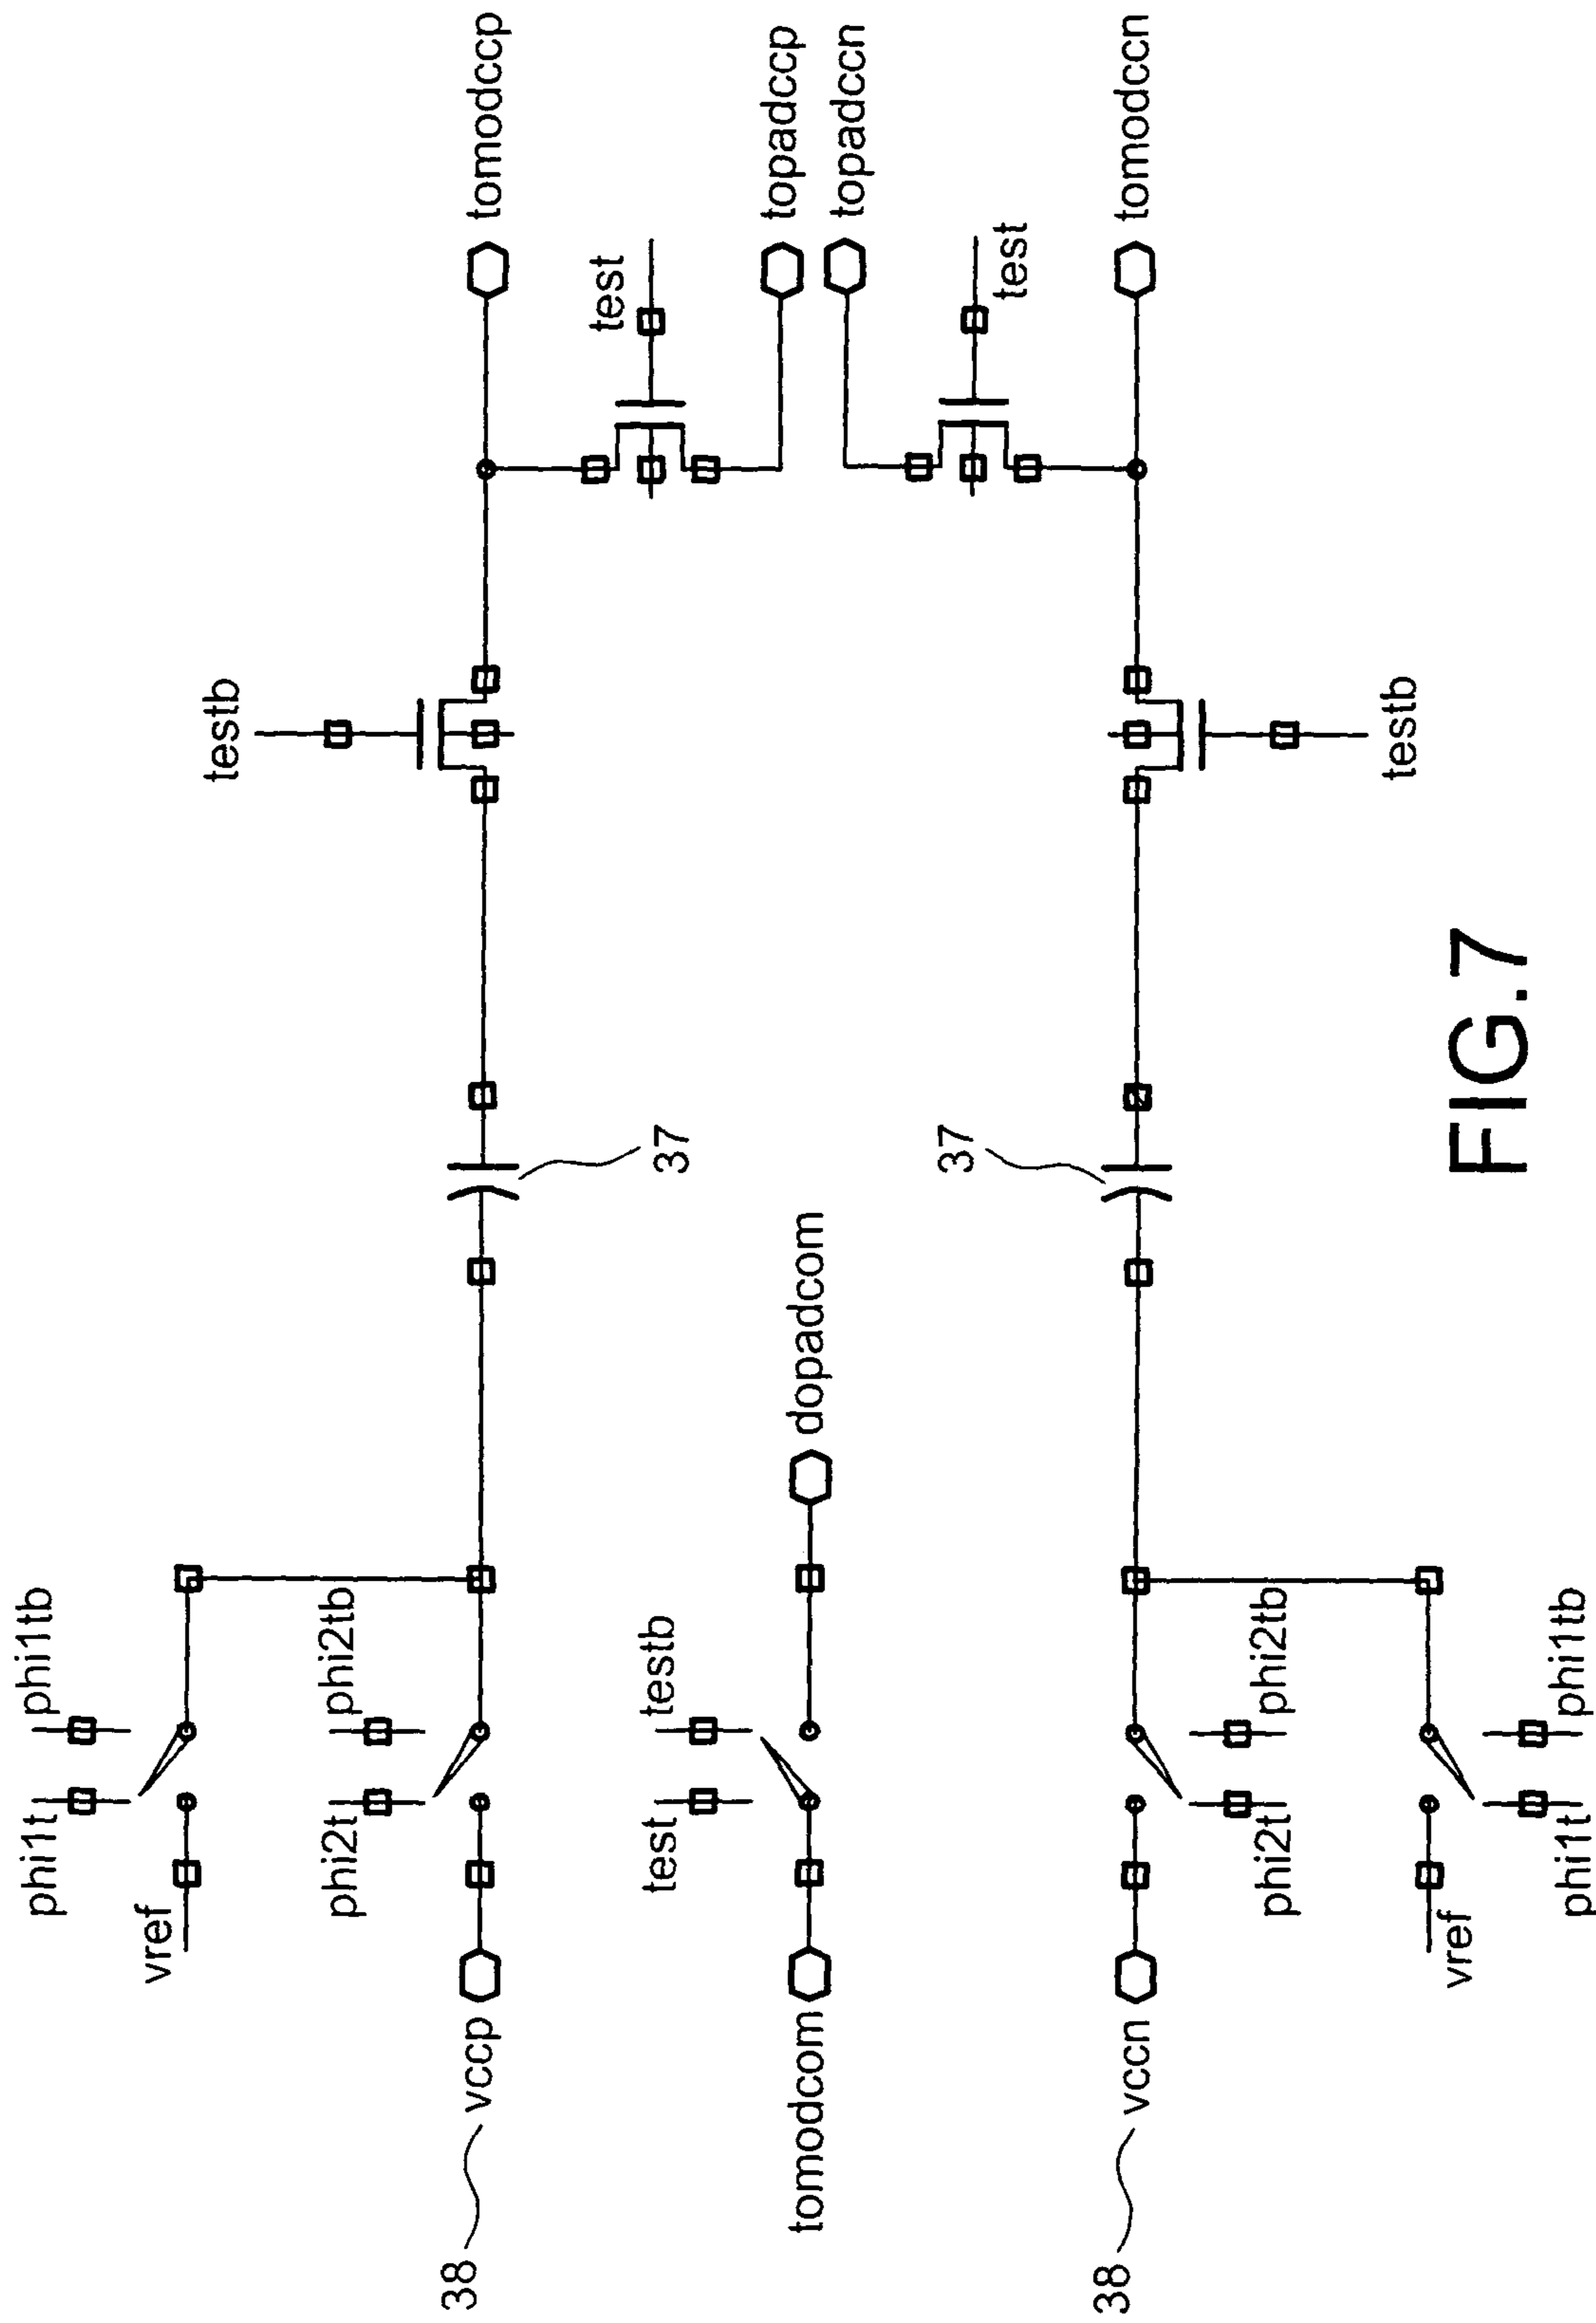 phi1t phi1tb
vref
testb
tomodccp
phi2t phi2tb
38 vccp
37
test
topadccp
test testb
tomodcom
dopadcom
topadccn
37
test
38 vccn
tomodccn
phi2t phi2tb
vref
testb
phi1t phi1tb
FIG.7